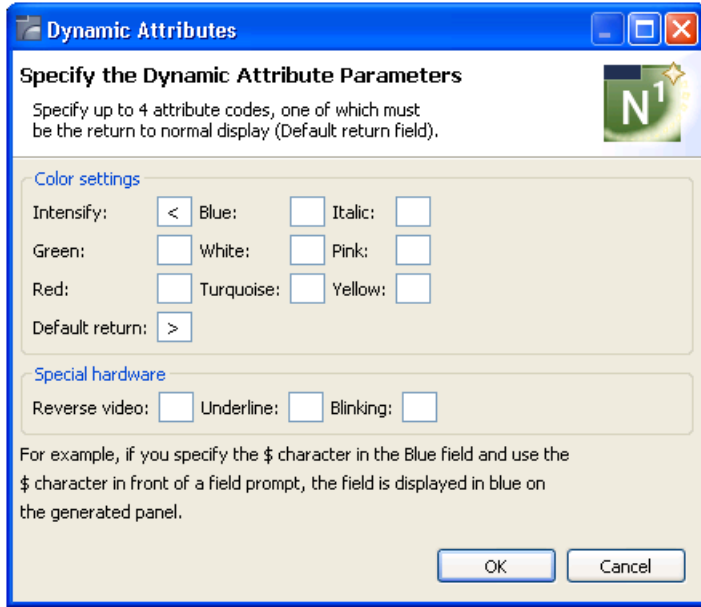 Dynamic Attributes
Specify the Dynamic Attribute Parameters
Specify up to 4 attribute codes, one of which must
be the return to normal display (Default return field).
N1
Color settings
Intensify: < Blue: Italic:
Green: White: Pink:
Red: Turquoise: Yellow:
Default return: >
Special hardware
Reverse video: Underline: Blinking:
For example, if you specify the $ character in the Blue field and use the
$ character in front of a field prompt, the field is displayed in blue on
the generated panel.
OK Cancel